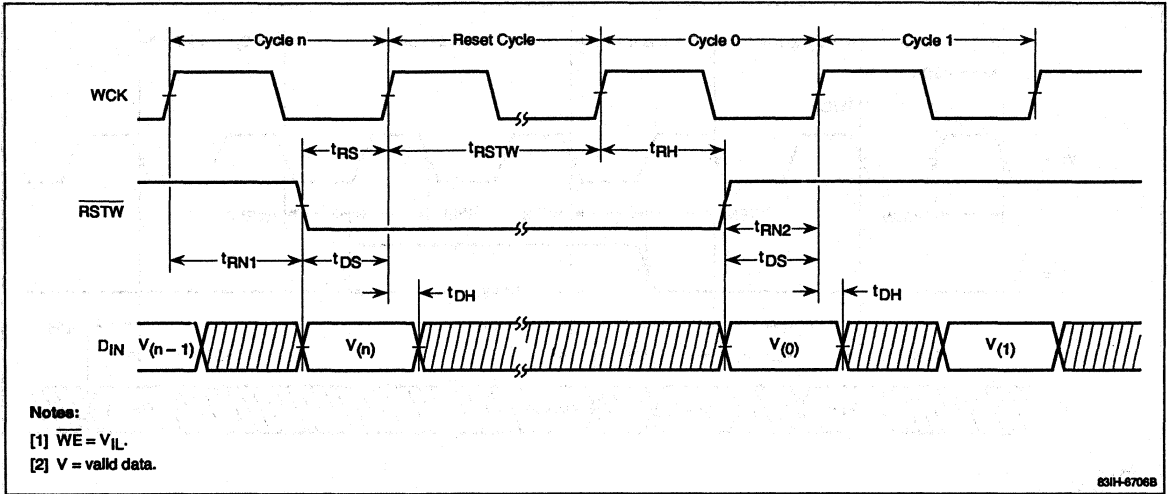 Cycle n Reset Cycle Cycle 0 Cycle 1
WCK
tRS tRSTW tRH
RSTW
tRN2
tRN1 tDS tDS
tDH tDH
DIN V(n – 1) V(n) V(0) V(1)
Notes:
[1] WE = VIL.
[2] V = valid data.
83IH-6706B